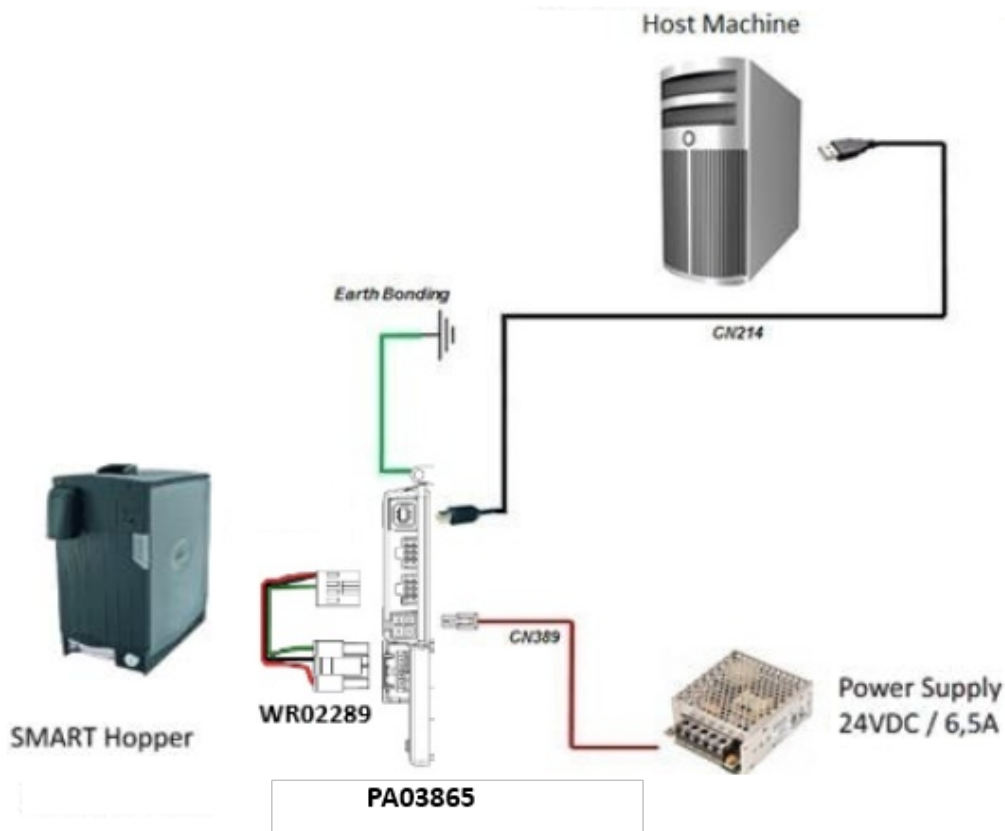 Host Machine
Earth Bonding
CN214
CN389
WR02289
SMART Hopper
Power Supply
24VDC / 6,5A
PA03865